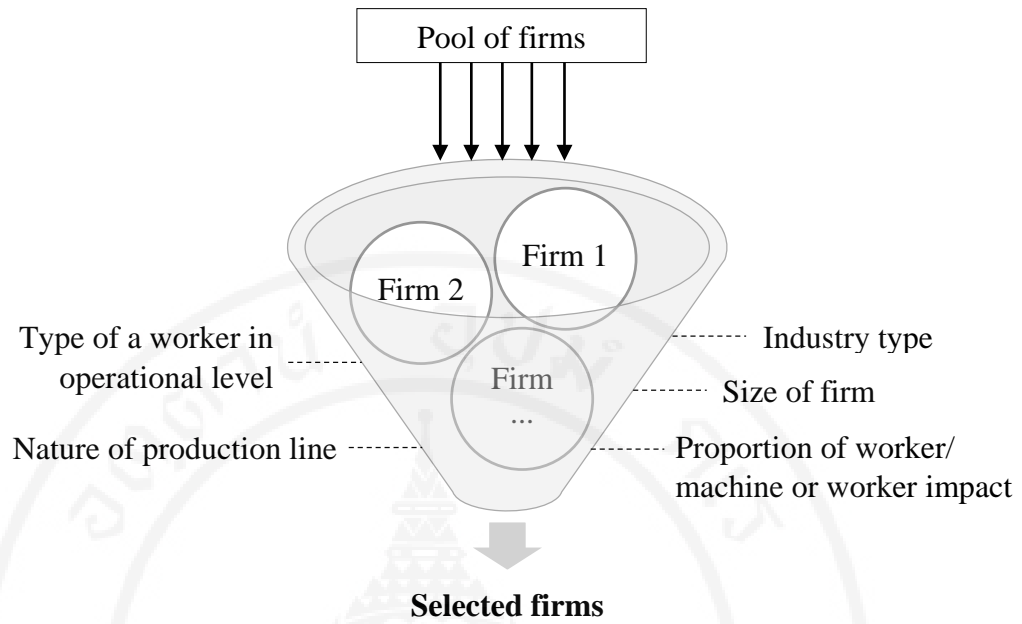 Pool of firms
Firm 1
Firm 2
Firm
...
Type of a worker in
operational level
Nature of production line
Industry type
Size of firm
Proportion of worker/
machine or worker impact
Selected firms